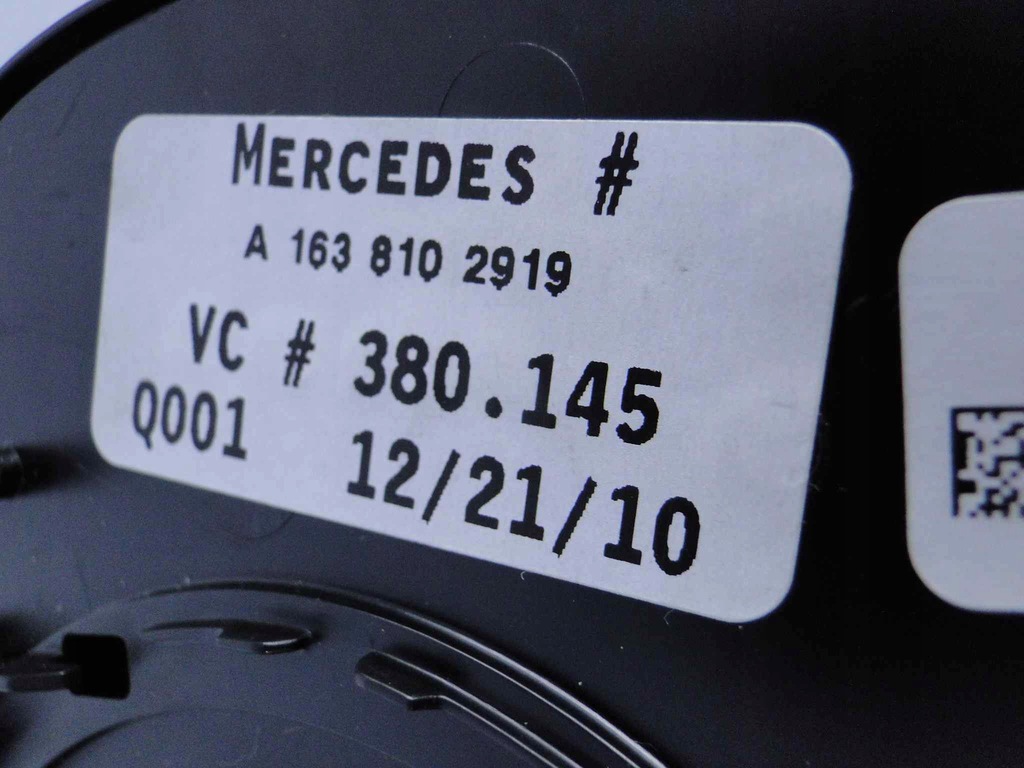 MERCEDES #
A 163 810 2919
VC # 380.145
Q001 12/21/10